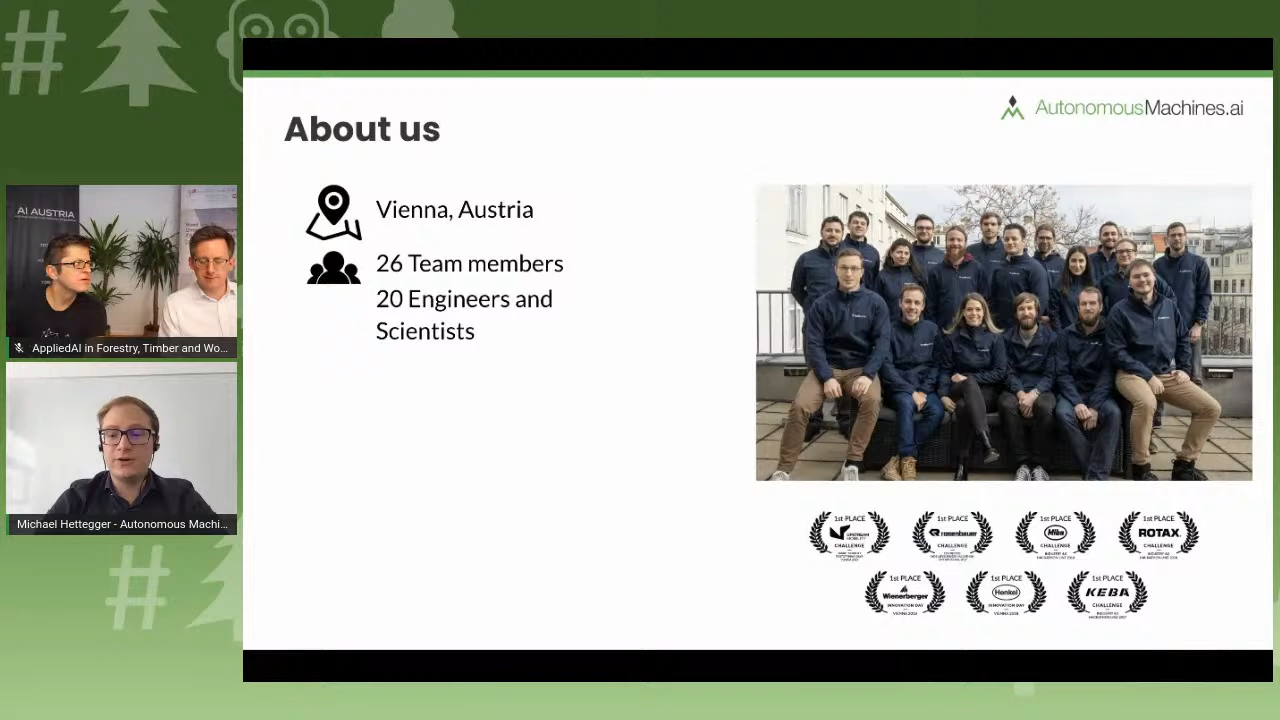 #
AutonomousMachines.ai
About us
Vienna, Austria
26 Team members
20 Engineers and
Scientists
AI AUSTRIA
AppliedAI in Forestry, Timber and Wo...
Michael Hettegger - Autonomous Machi...
1st PLACE
UPSTREAM
MOBILITY
CHALLENGE
1st PLACE
rosenbauer
CHALLENGE
1st PLACE
Miba
CHALLENGE
1st PLACE
ROTAX
CHALLENGE
1st PLACE
Wienerberger
INNOVATION DAY
1st PLACE
Henkel
INNOVATION DAY
1st PLACE
KEBA
CHALLENGE
#